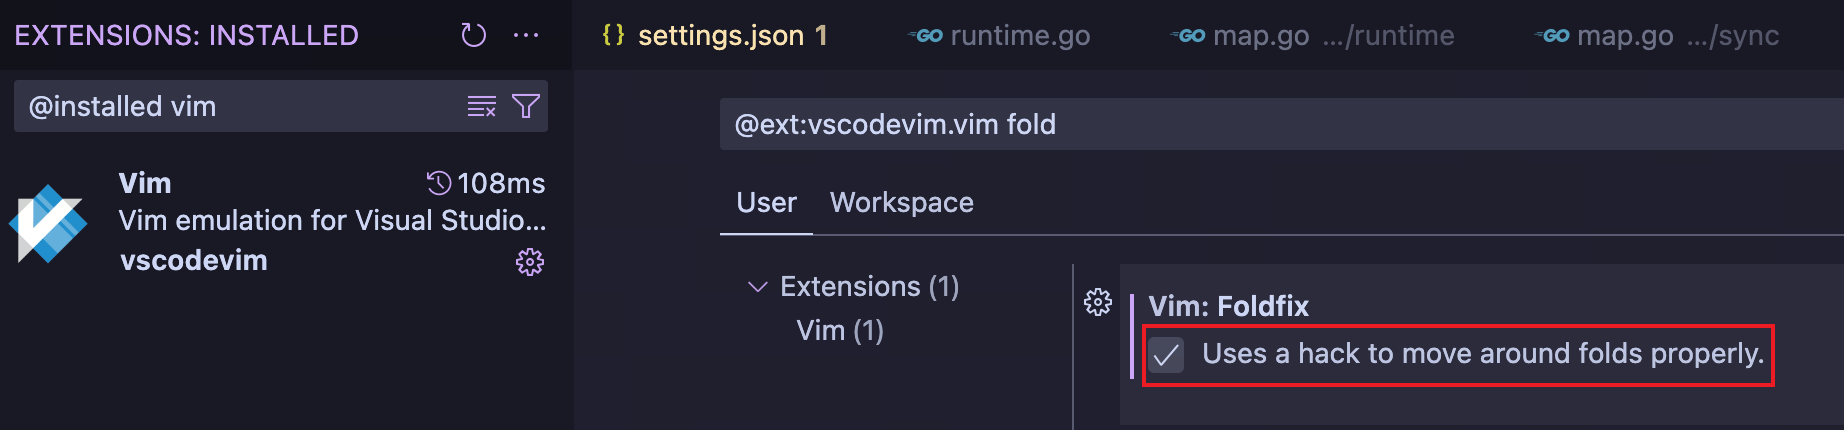 EXTENSIONS: INSTALLED
@installed vim
Vim 108ms
Vim emulation for Visual Studio...
vscodevim
{} settings.json 1 GO runtime.go GO map.go .../runtime GO map.go .../sync
@ext:vscodevim.vim fold
User Workspace
Extensions (1)
Vim (1)
Vim: Foldfix
Uses a hack to move around folds properly.